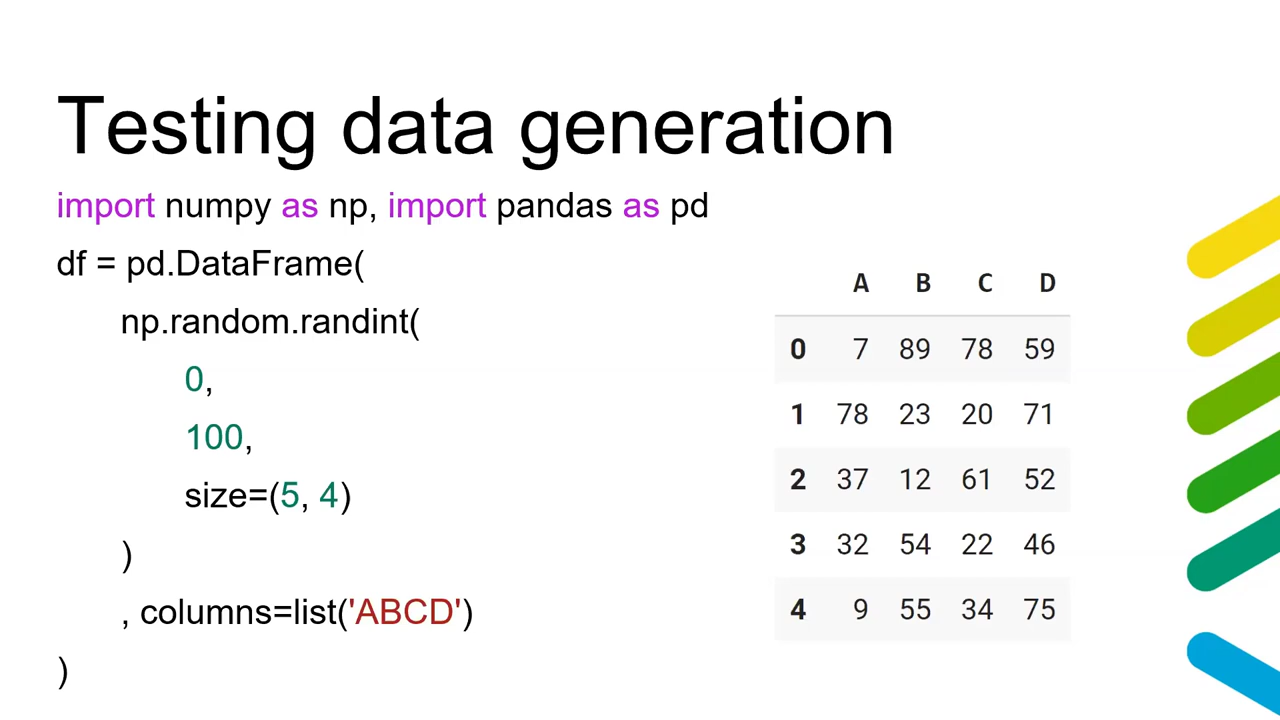 Testing data generation
import numpy as np, import pandas as pd
df = pd.DataFrame(
np.random.randint(
0,
100,
size=(5, 4)
)
, columns=list('ABCD')
)
A B C D
0 7 89 78 59
1 78 23 20 71
2 37 12 61 52
3 32 54 22 46
4 9 55 34 75